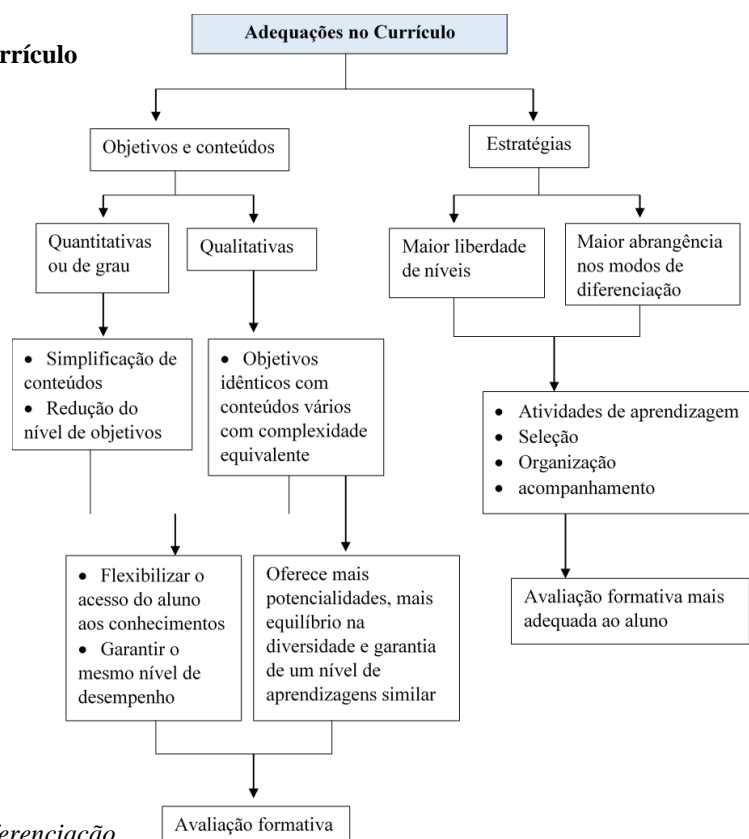 Adequações no Currículo
Objetivos e conteúdos
Estratégias
Quantitativas
ou de grau
Qualitativas
Maior liberdade
de níveis
Maior abrangência
nos modos de
diferenciação
• Simplificação de
conteúdos
• Redução do
nível de objetivos
• Objetivos
idênticos com
conteúdos vários
com complexidade
equivalente
• Atividades de aprendizagem
• Seleção
• Organização
• acompanhamento
• Flexibilizar o
acesso do aluno
aos conhecimentos
• Garantir o
mesmo nível de
desempenho
Oferece mais
potencialidades, mais
equilíbrio na
diversidade e garantia
de um nível de
aprendizagens similar
Avaliação formativa mais
adequada ao aluno
Avaliação formativa